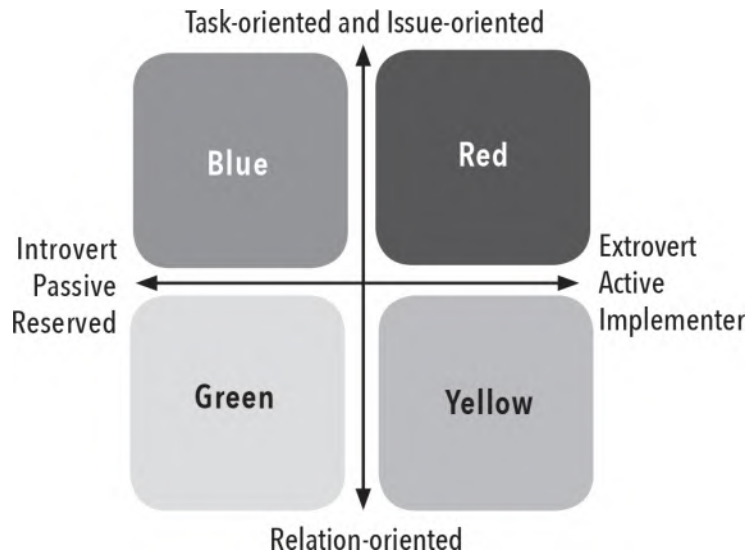 Task-oriented and Issue-oriented
Blue
Red
Introvert
Passive
Reserved
Extrovert
Active
Implementer
Green
Yellow
Relation-oriented